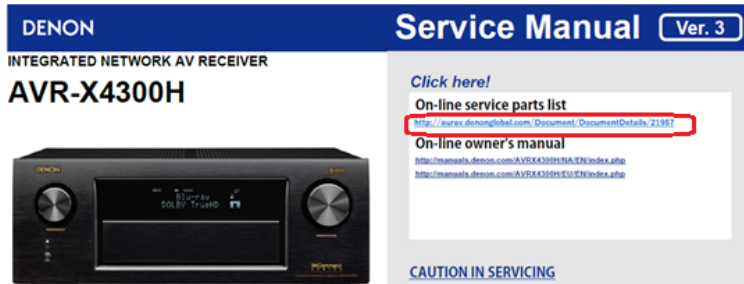 DENON
Service Manual
Ver. 3
INTEGRATED NETWORK AV RECEIVER
AVR-X4300H
Click here!
On-line service parts list
http://aurav.denonglobal.com/Document/DocumentDetails/21957
On-line owner's manual
http://manuals.denon.com/AVRX4300H/NA/EN/index.php
http://manuals.denon.com/AVRX4300H/EU/EN/index.php
DENON
Blu-ray
DOLBY TrueHD
CAUTION IN SERVICING